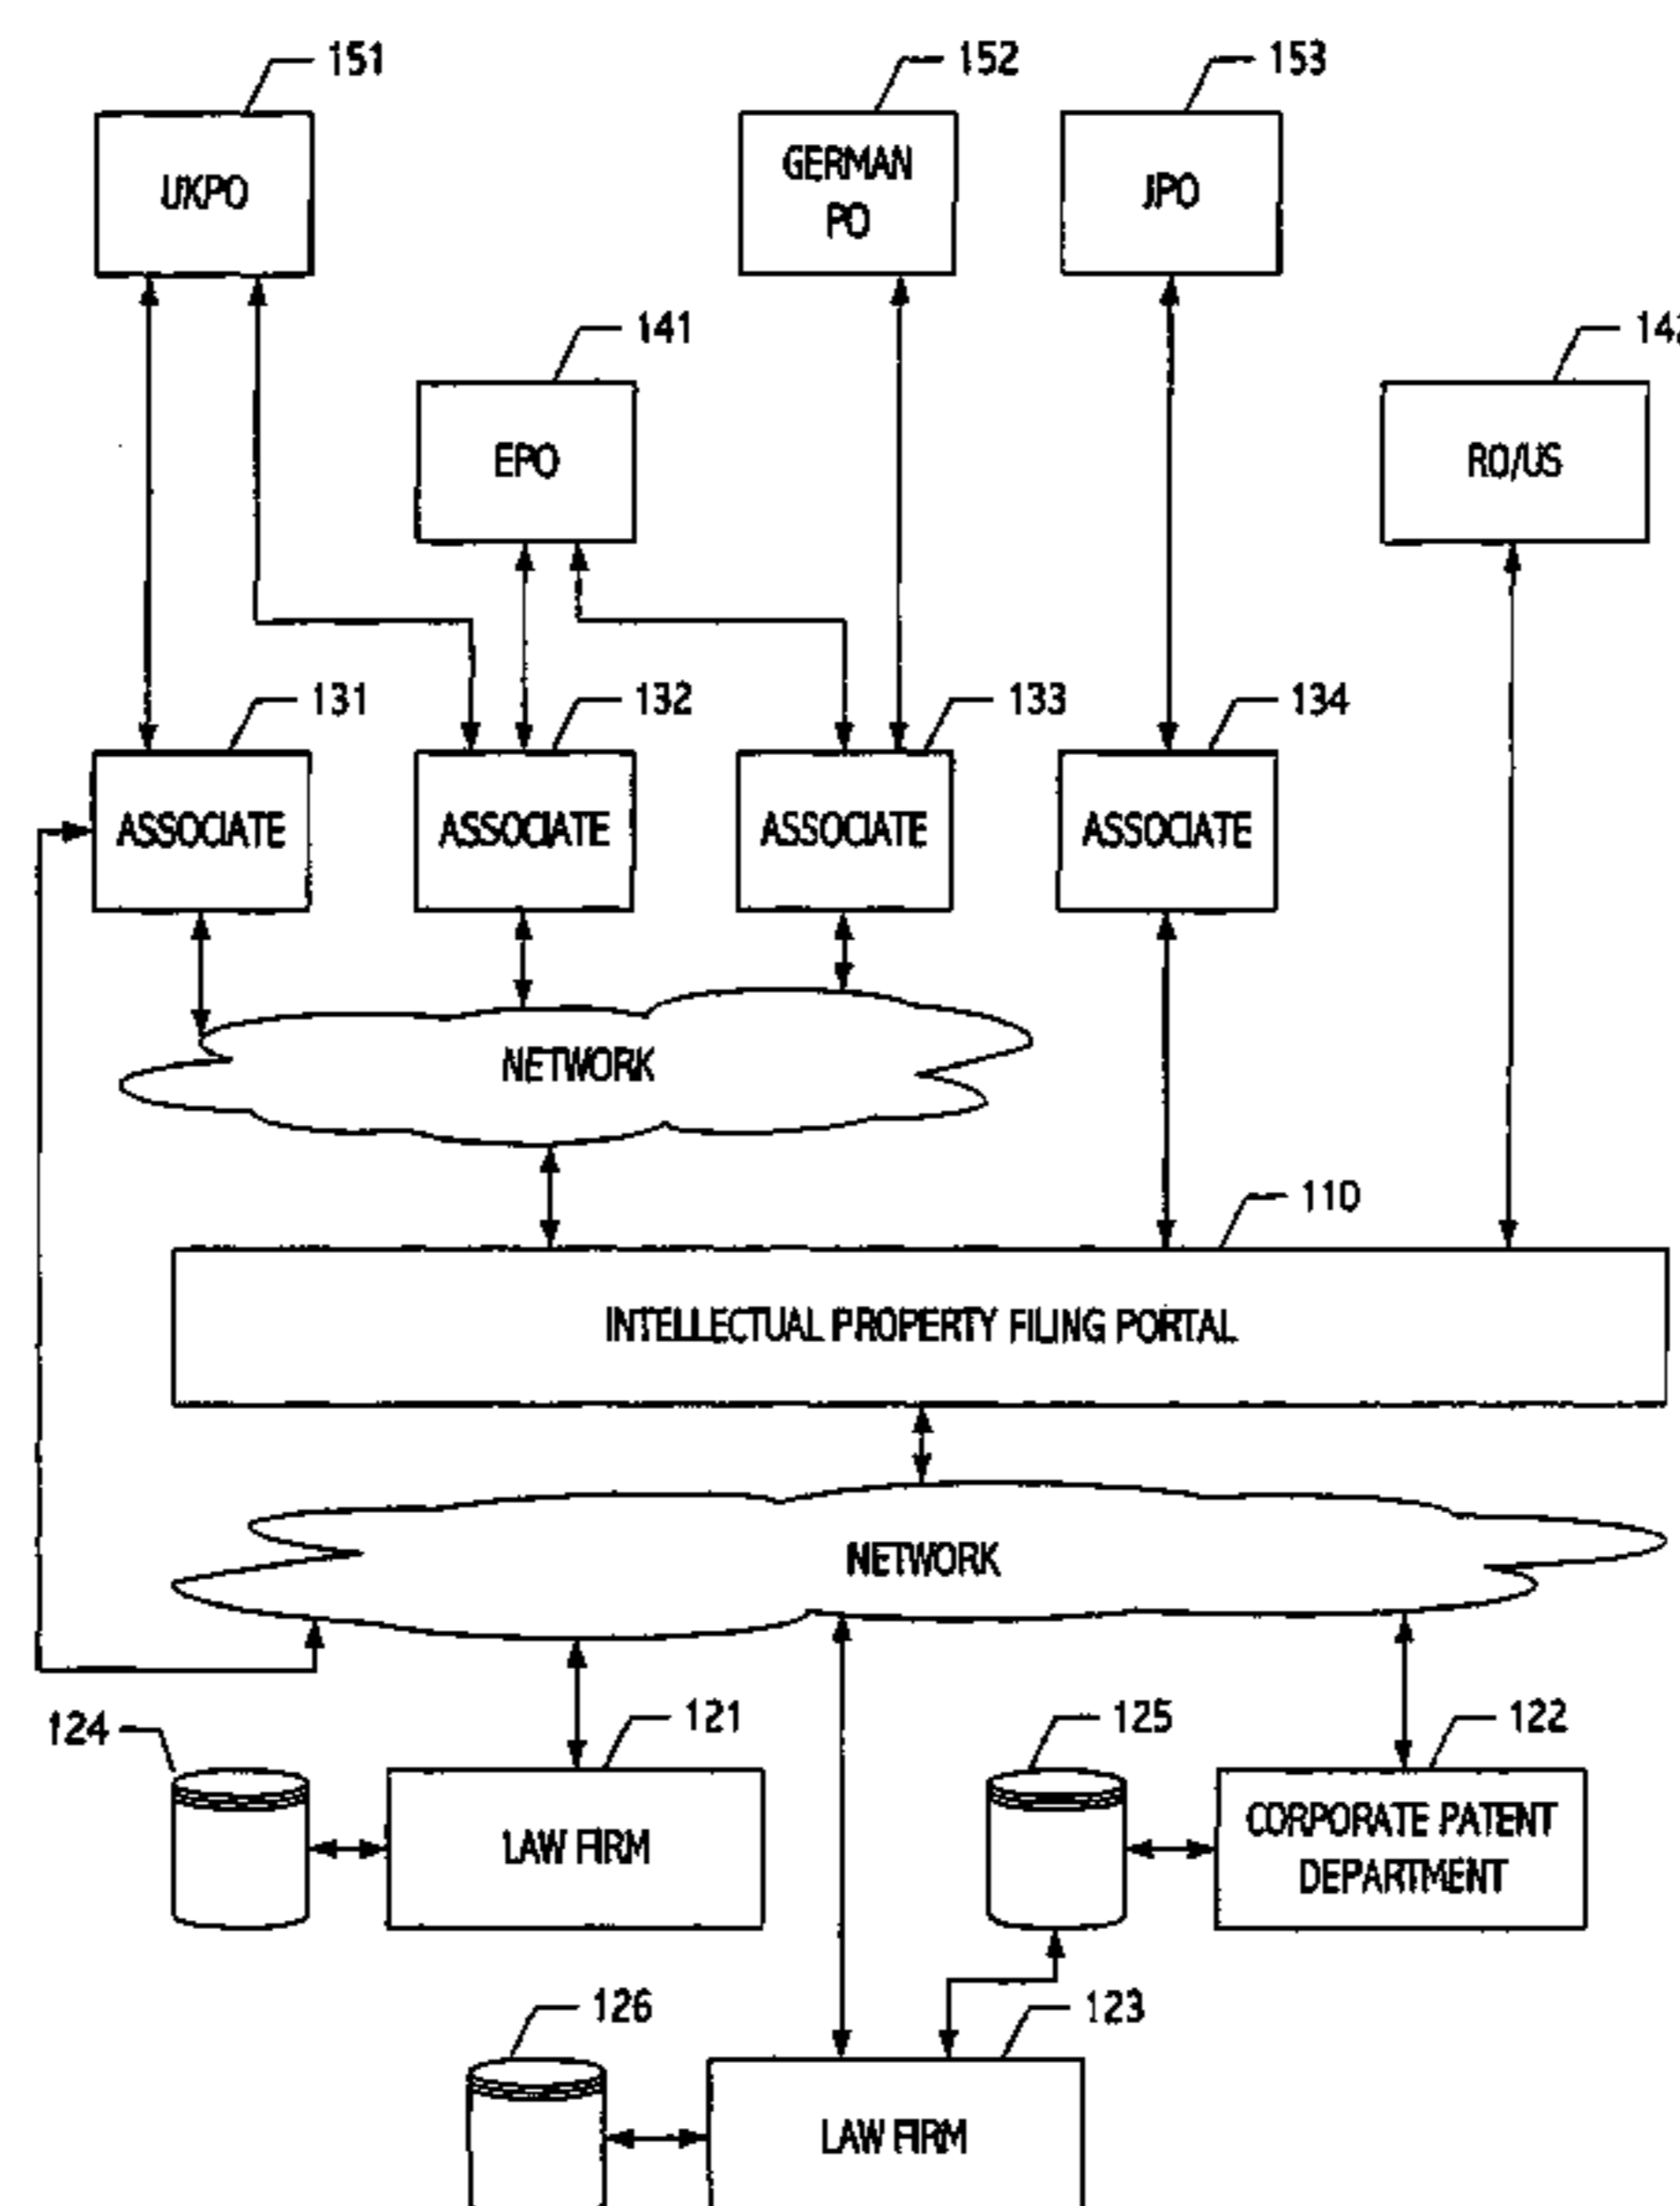 151
152
153
UKPO
GERMAN
PO
JPO
141
EPO
RO/US
131
132
133
134
ASSOCIATE
ASSOCIATE
ASSOCIATE
ASSOCIATE
NETWORK
110
INTELLECTUAL PROPERTY FILING PORTAL
NETWORK
124
121
125
122
LAW FIRM
CORPORATE PATENT
DEPARTMENT
126
123
LAW FIRM